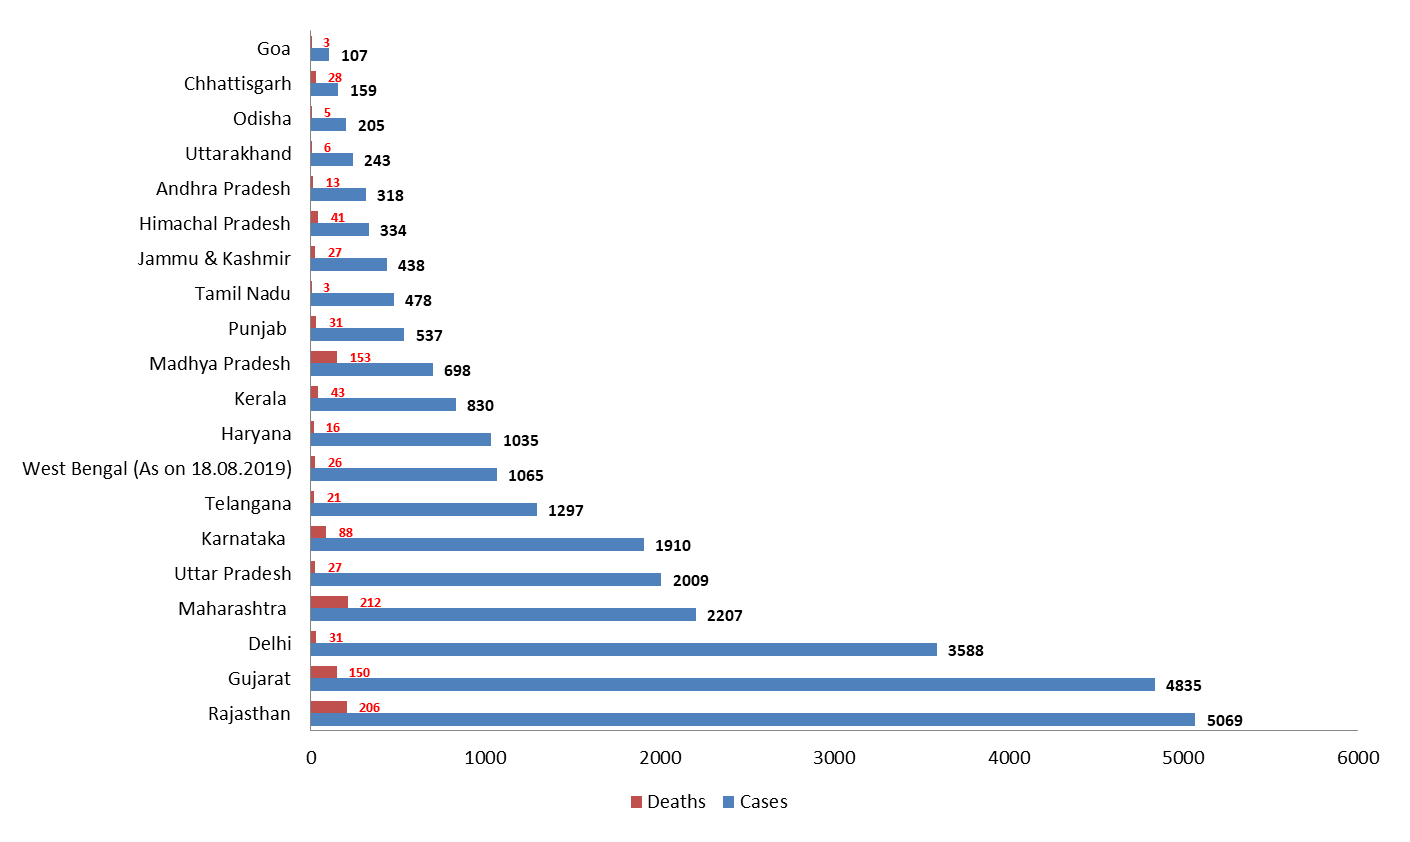 Goa 3 107
Chhattisgarh 28 159
Odisha 5 205
Uttarakhand 6 243
Andhra Pradesh 13 318
Himachal Pradesh 41 334
Jammu & Kashmir 27 438
Tamil Nadu 3 478
Punjab 31 537
Madhya Pradesh 153 698
Kerala 43 830
Haryana 16 1035
West Bengal (As on 18.08.2019) 26 1065
Telangana 21 1297
Karnataka 88 1910
Uttar Pradesh 27 2009
Maharashtra 212 2207
Delhi 31 3588
Gujarat 150 4835
Rajasthan 206 5069
0 1000 2000 3000 4000 5000 6000
Deaths Cases